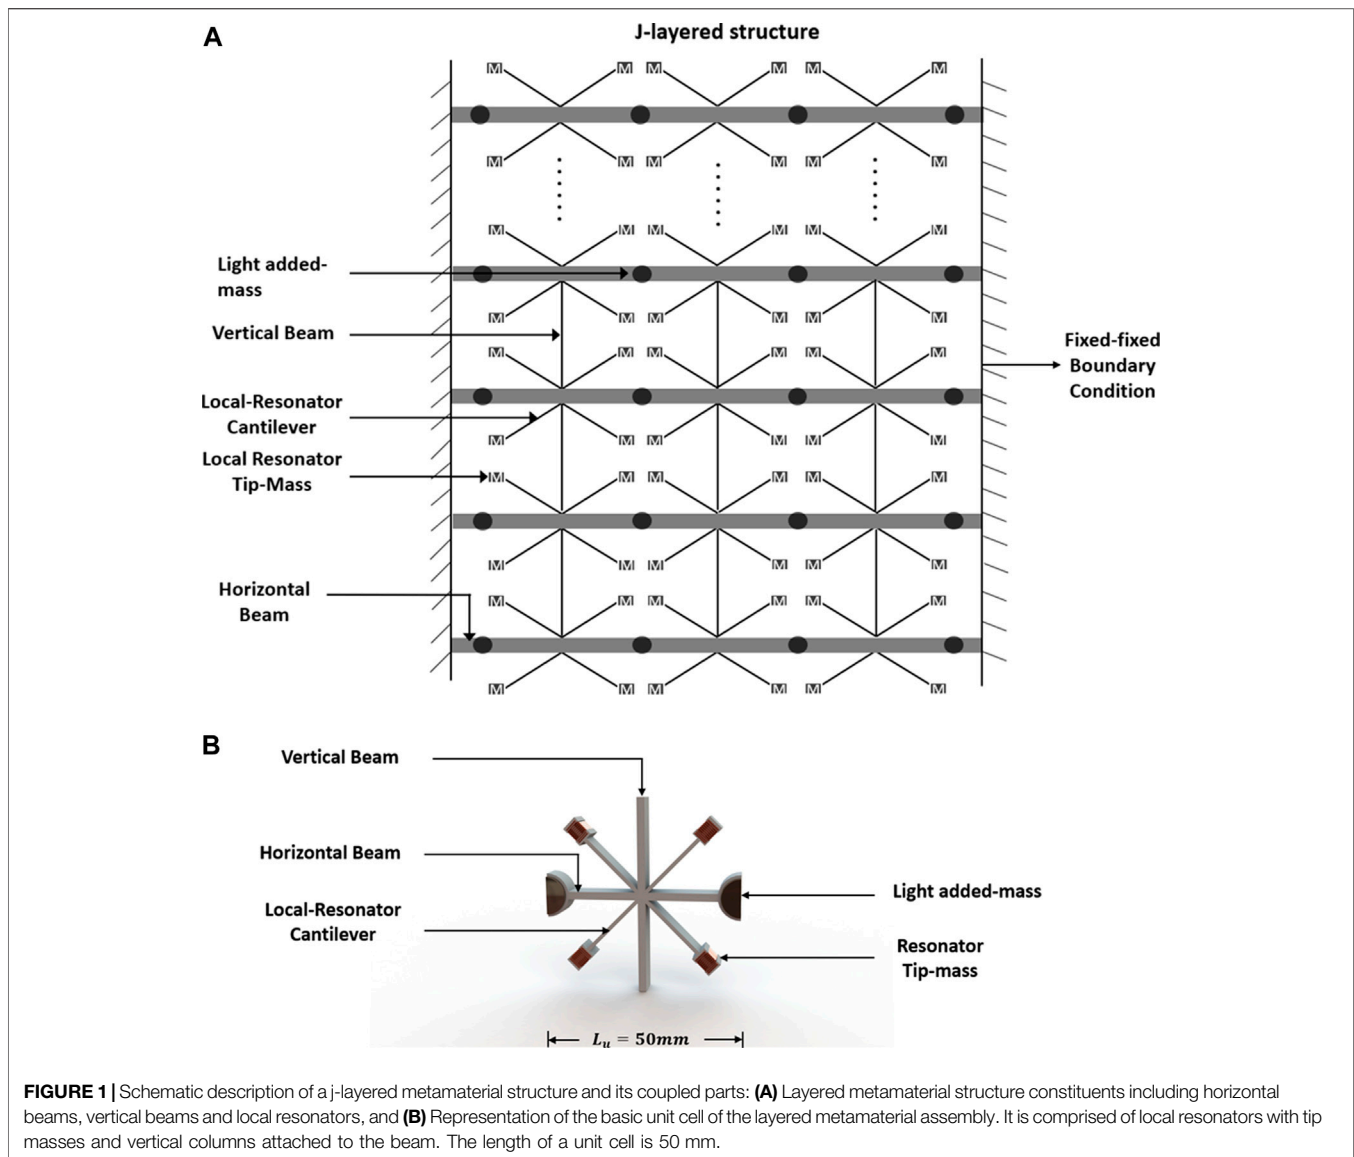 A
J-layered structure
M M M M M M
M M M M M M
M M M M M M
Light added-
mass
M M M M M M
Vertical Beam
Fixed-fixed
Boundary
Condition
M M M M M M
Local-Resonator
Cantilever
M M M M M M
Local Resonator
Tip-Mass
M M M M M M
M M M M M M
Horizontal
Beam
M M M M M M
M M M M M M
B
Vertical Beam
Horizontal Beam
Local-Resonator
Cantilever
Light added-mass
Resonator
Tip-mass
L_u = 50mm
FIGURE 1 | Schematic description of a j-layered metamaterial structure and its coupled parts: (A) Layered metamaterial structure constituents including horizontal
beams, vertical beams and local resonators, and (B) Representation of the basic unit cell of the layered metamaterial assembly. It is comprised of local resonators with tip
masses and vertical columns attached to the beam. The length of a unit cell is 50 mm.